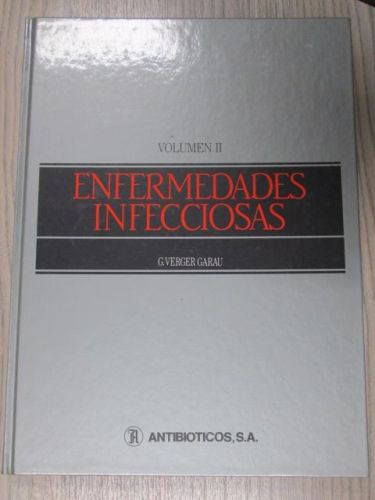 VOLUMEN II
ENFERMEDADES
INFECCIOSAS
G. VERGER GARAU
ANTIBIOTICOS, S.A.